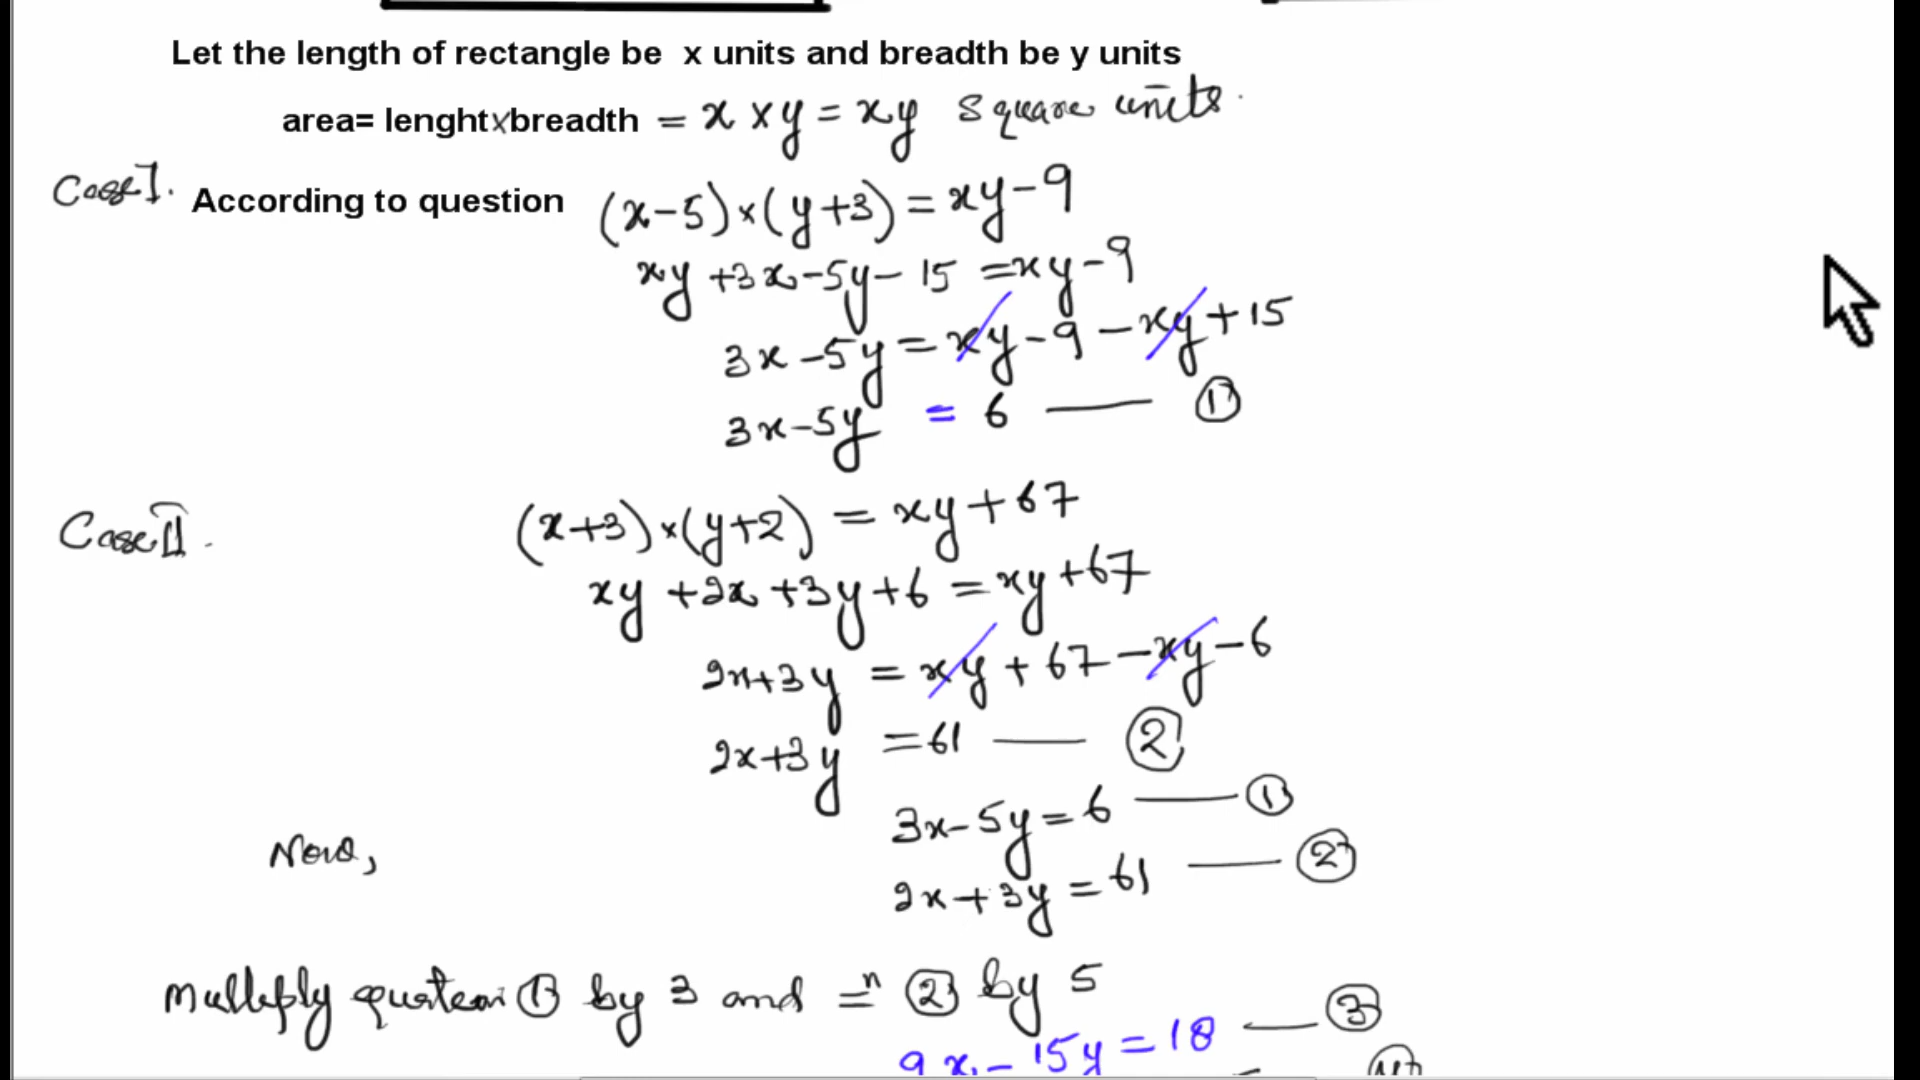 Let the length of rectangle be x units and breadth be y units
area= lenght×breadth = x × y = xy square units.
Case I. According to question (x-5)×(y+3) = xy-9
xy +3x-5y-15 = xy-9
3x-5y = xy-9-xy+15
3x-5y = 6 —— ①
Case II. (x+3)×(y+2) = xy+67
xy +2x+3y+6 = xy+67
2x+3y = xy+67-xy-6
2x+3y =61 —— ②
3x-5y=6 —— ①
Now,
2x+3y=61 —— ②
Multiply ① by 3 and =ⁿ ② by 5
9x-15y=18 —— ③